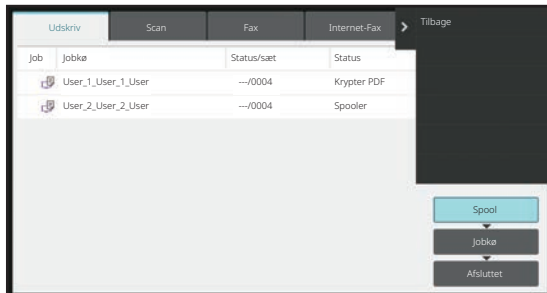 Udskriv Scan Fax Internet-Fax Tilbage
Job Jobkø Status/sæt Status
User_1_User_1_User ---/0004 Krypter PDF
User_2_User_2_User ---/0004 Spooler
Spool
Jobkø
Afsluttet